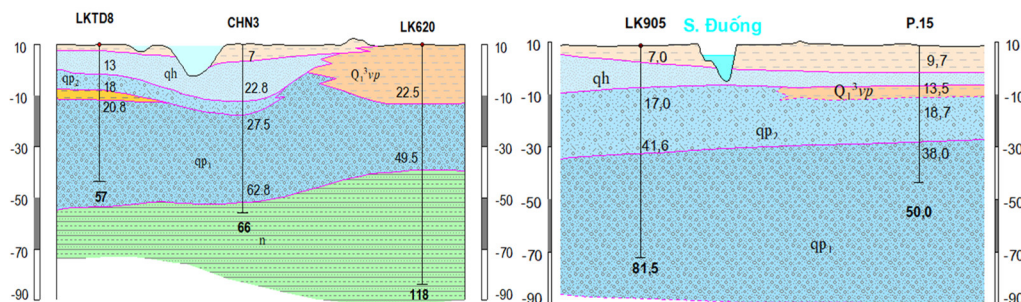 LKTD8 CHN3 LK620
10 7 10
13 qh
qp2 18 Q₁³vp
-10 20.8 22.8 22.5 -10
27.5
-30 qp₁ 49.5 -30
62.8
-50 57 66 -50
n
-70 -70
-90 118 -90
LK905 S. Đuống P.15
10 7,0 9,7 10
qh
-10 17,0 Q₁³vp 13,5 -10
18,7
qp₂
-30 41,6 38,0 -30
-50 50,0 -50
qp₁
-70 81,5 -70
-90 -90